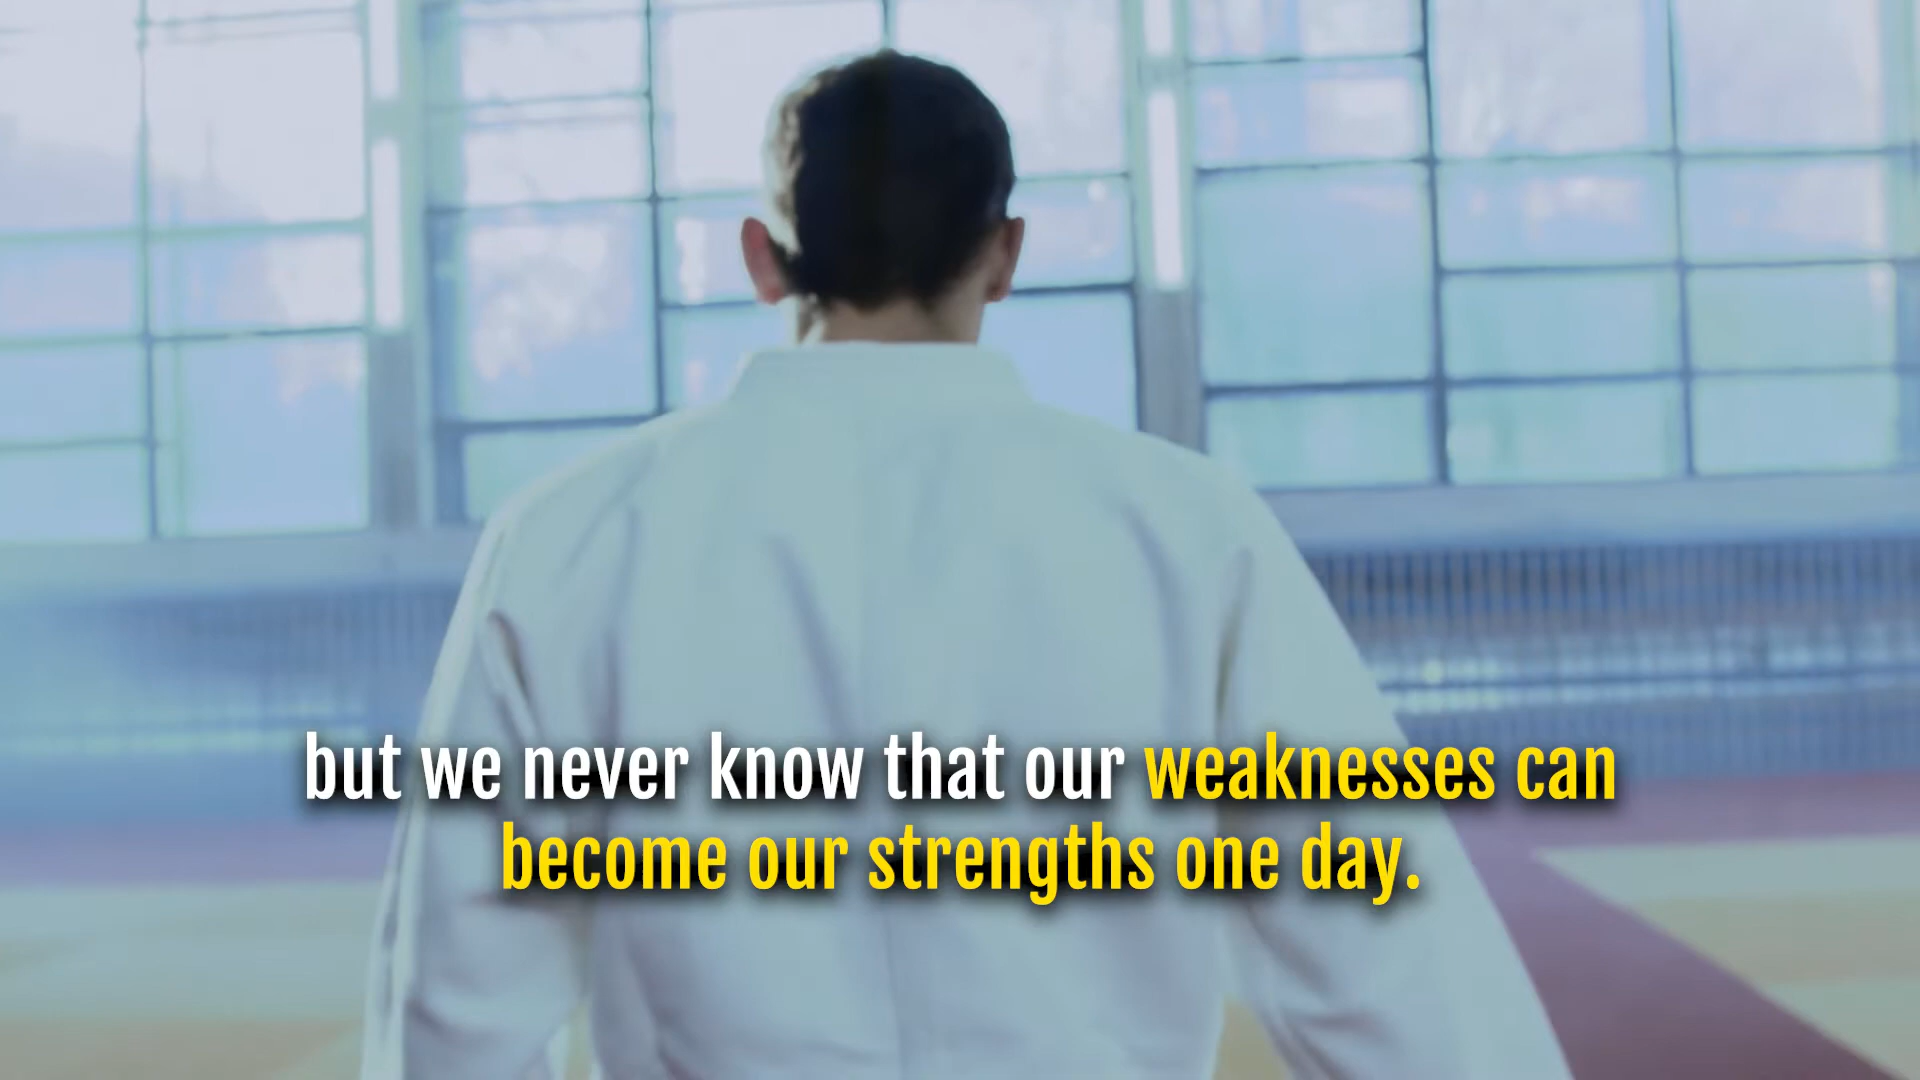 but we never know that our weaknesses can
become our strengths one day.